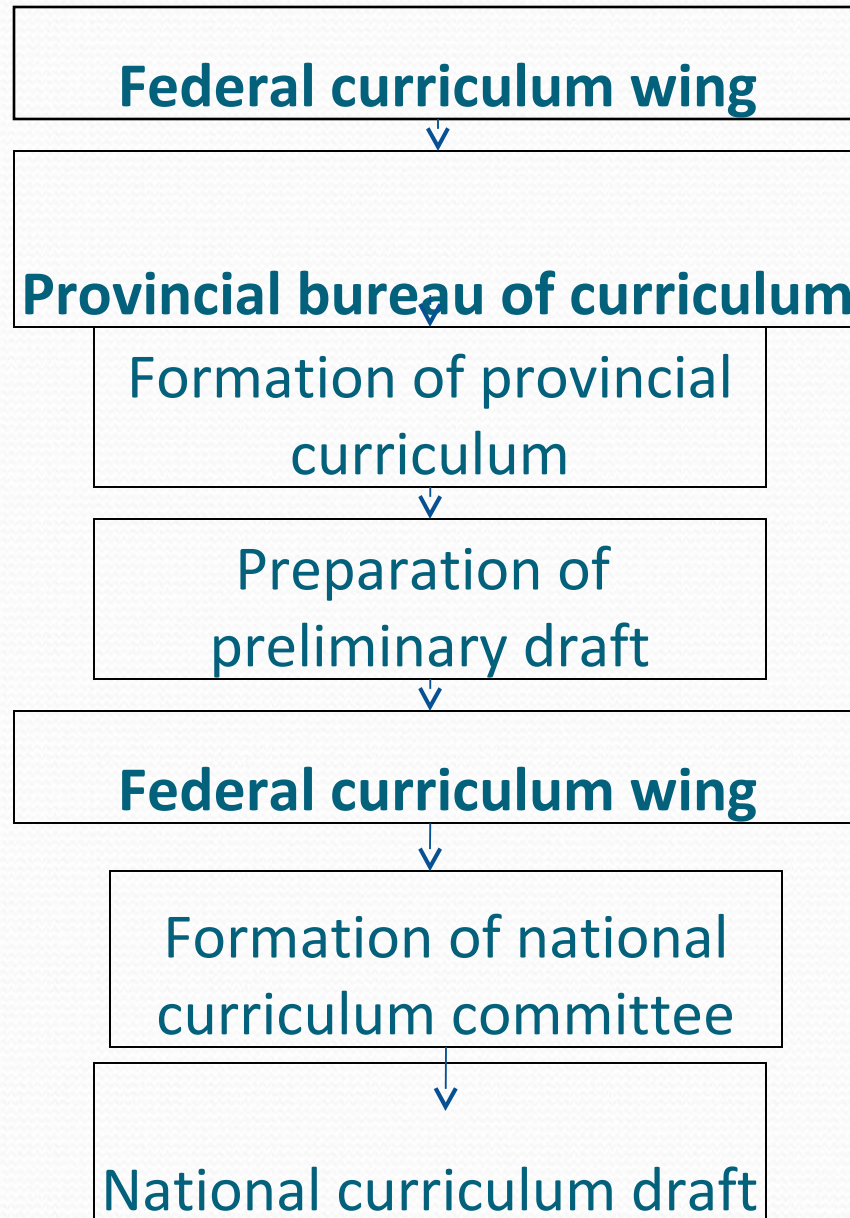 Federal curriculum wing
Provincial bureau of curriculum
Formation of provincial
curriculum
Preparation of
preliminary draft
Federal curriculum wing
Formation of national
curriculum committee
National curriculum draft